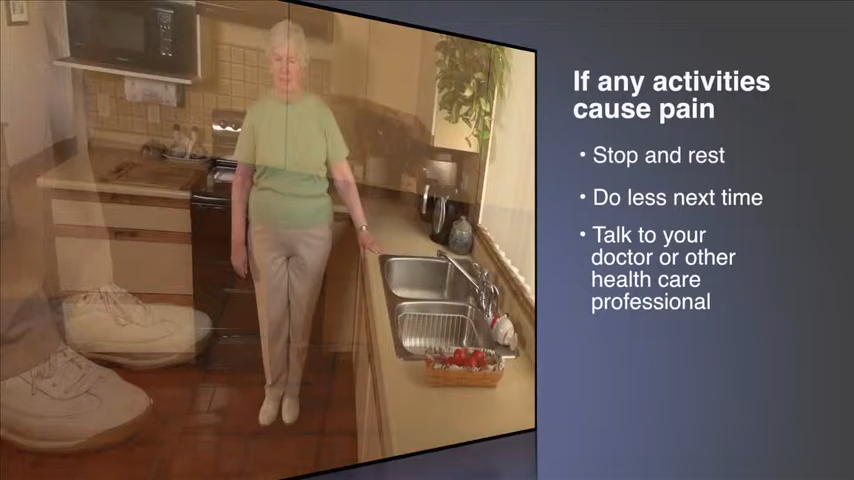 If any activities
cause pain
• Stop and rest
• Do less next time
• Talk to your
doctor or other
health care
professional